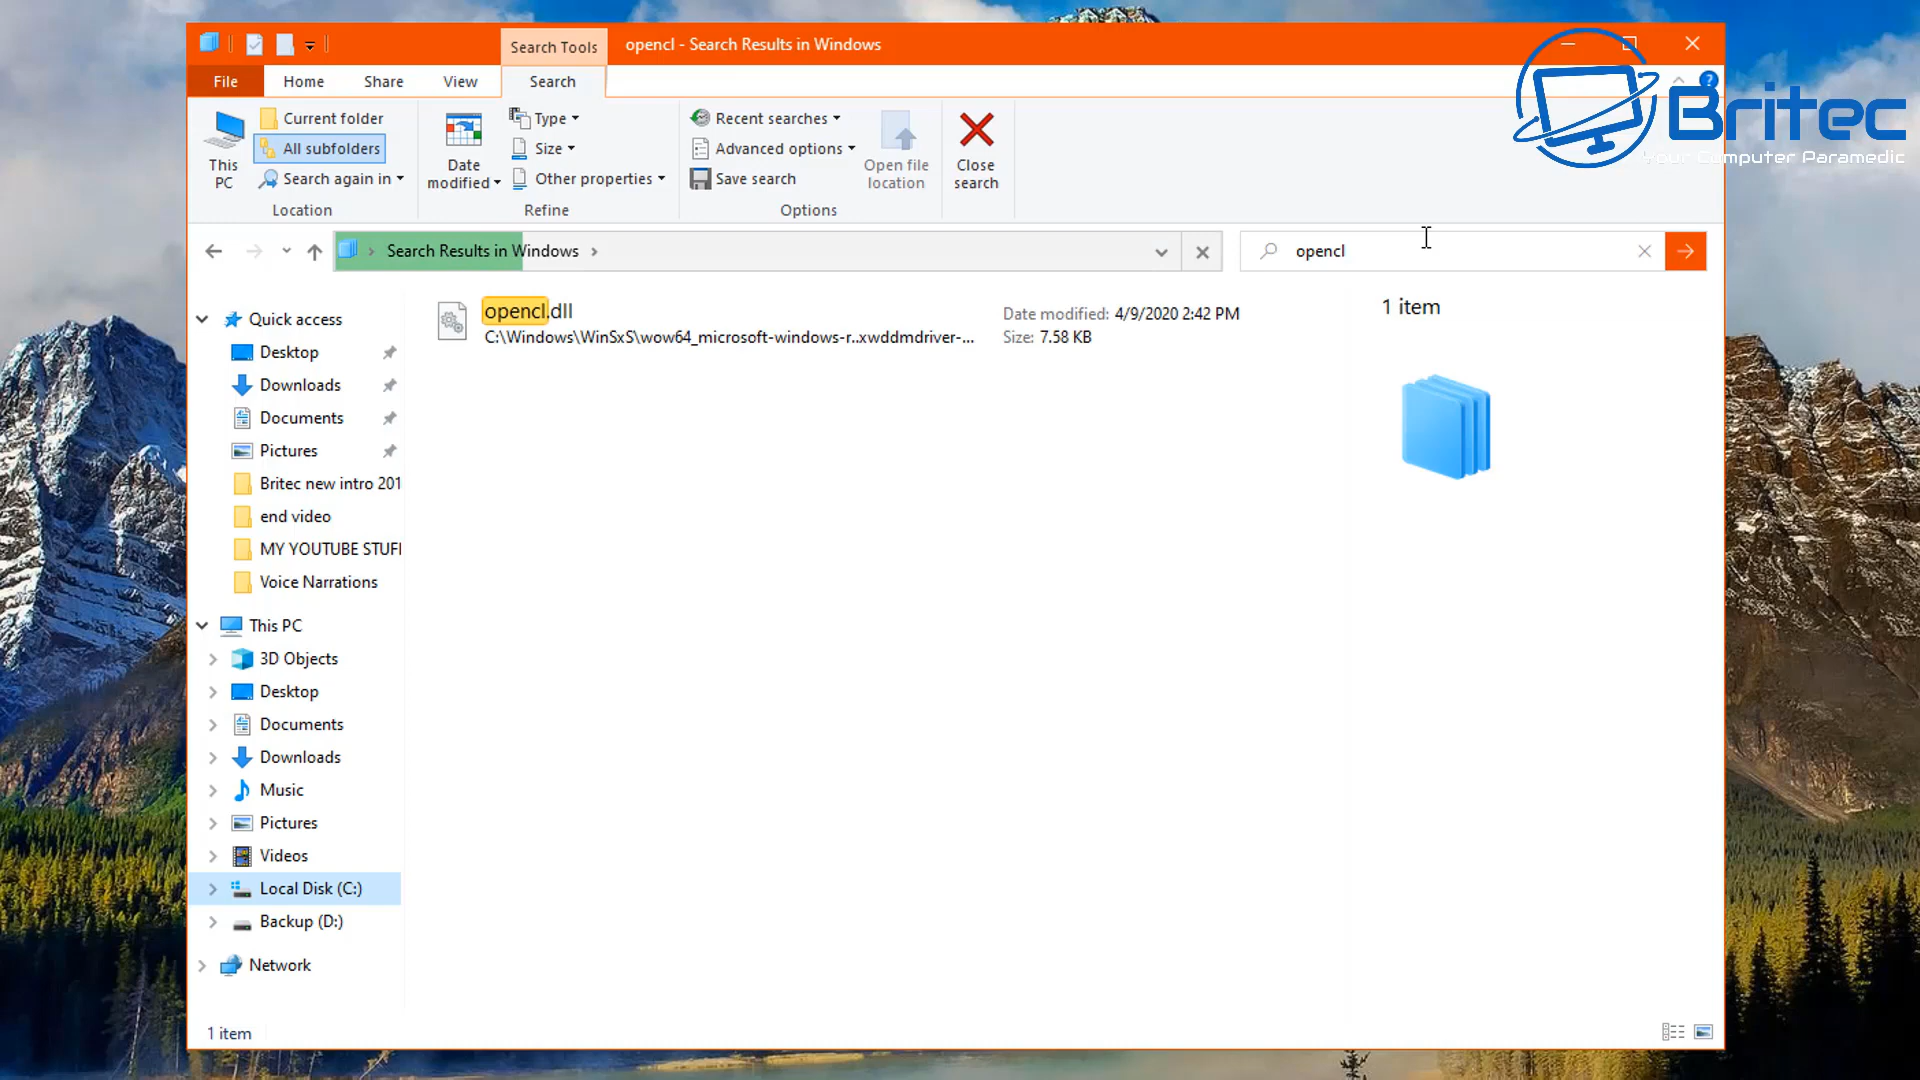 Search Tools
opencl - Search Results in Windows
File
Home
Share
View
Search
This PC
Current folder
All subfolders
Search again in
Location
Date modified
Type
Size
Other properties
Refine
Recent searches
Advanced options
Save search
Options
Open file location
Close search
Britec
Your Computer Paramedic
Search Results in Windows
opencl
Quick access
Desktop
Downloads
Documents
Pictures
Britec new intro 201
end video
MY YOUTUBE STUF
Voice Narrations
This PC
3D Objects
Desktop
Documents
Downloads
Music
Pictures
Videos
Local Disk (C:)
Backup (D:)
Network
opencl.dll
C:\Windows\WinSxS\wow64_microsoft-windows-r..xwddmdriver-...
Date modified: 4/9/2020 2:42 PM
Size: 7.58 KB
1 item
1 item